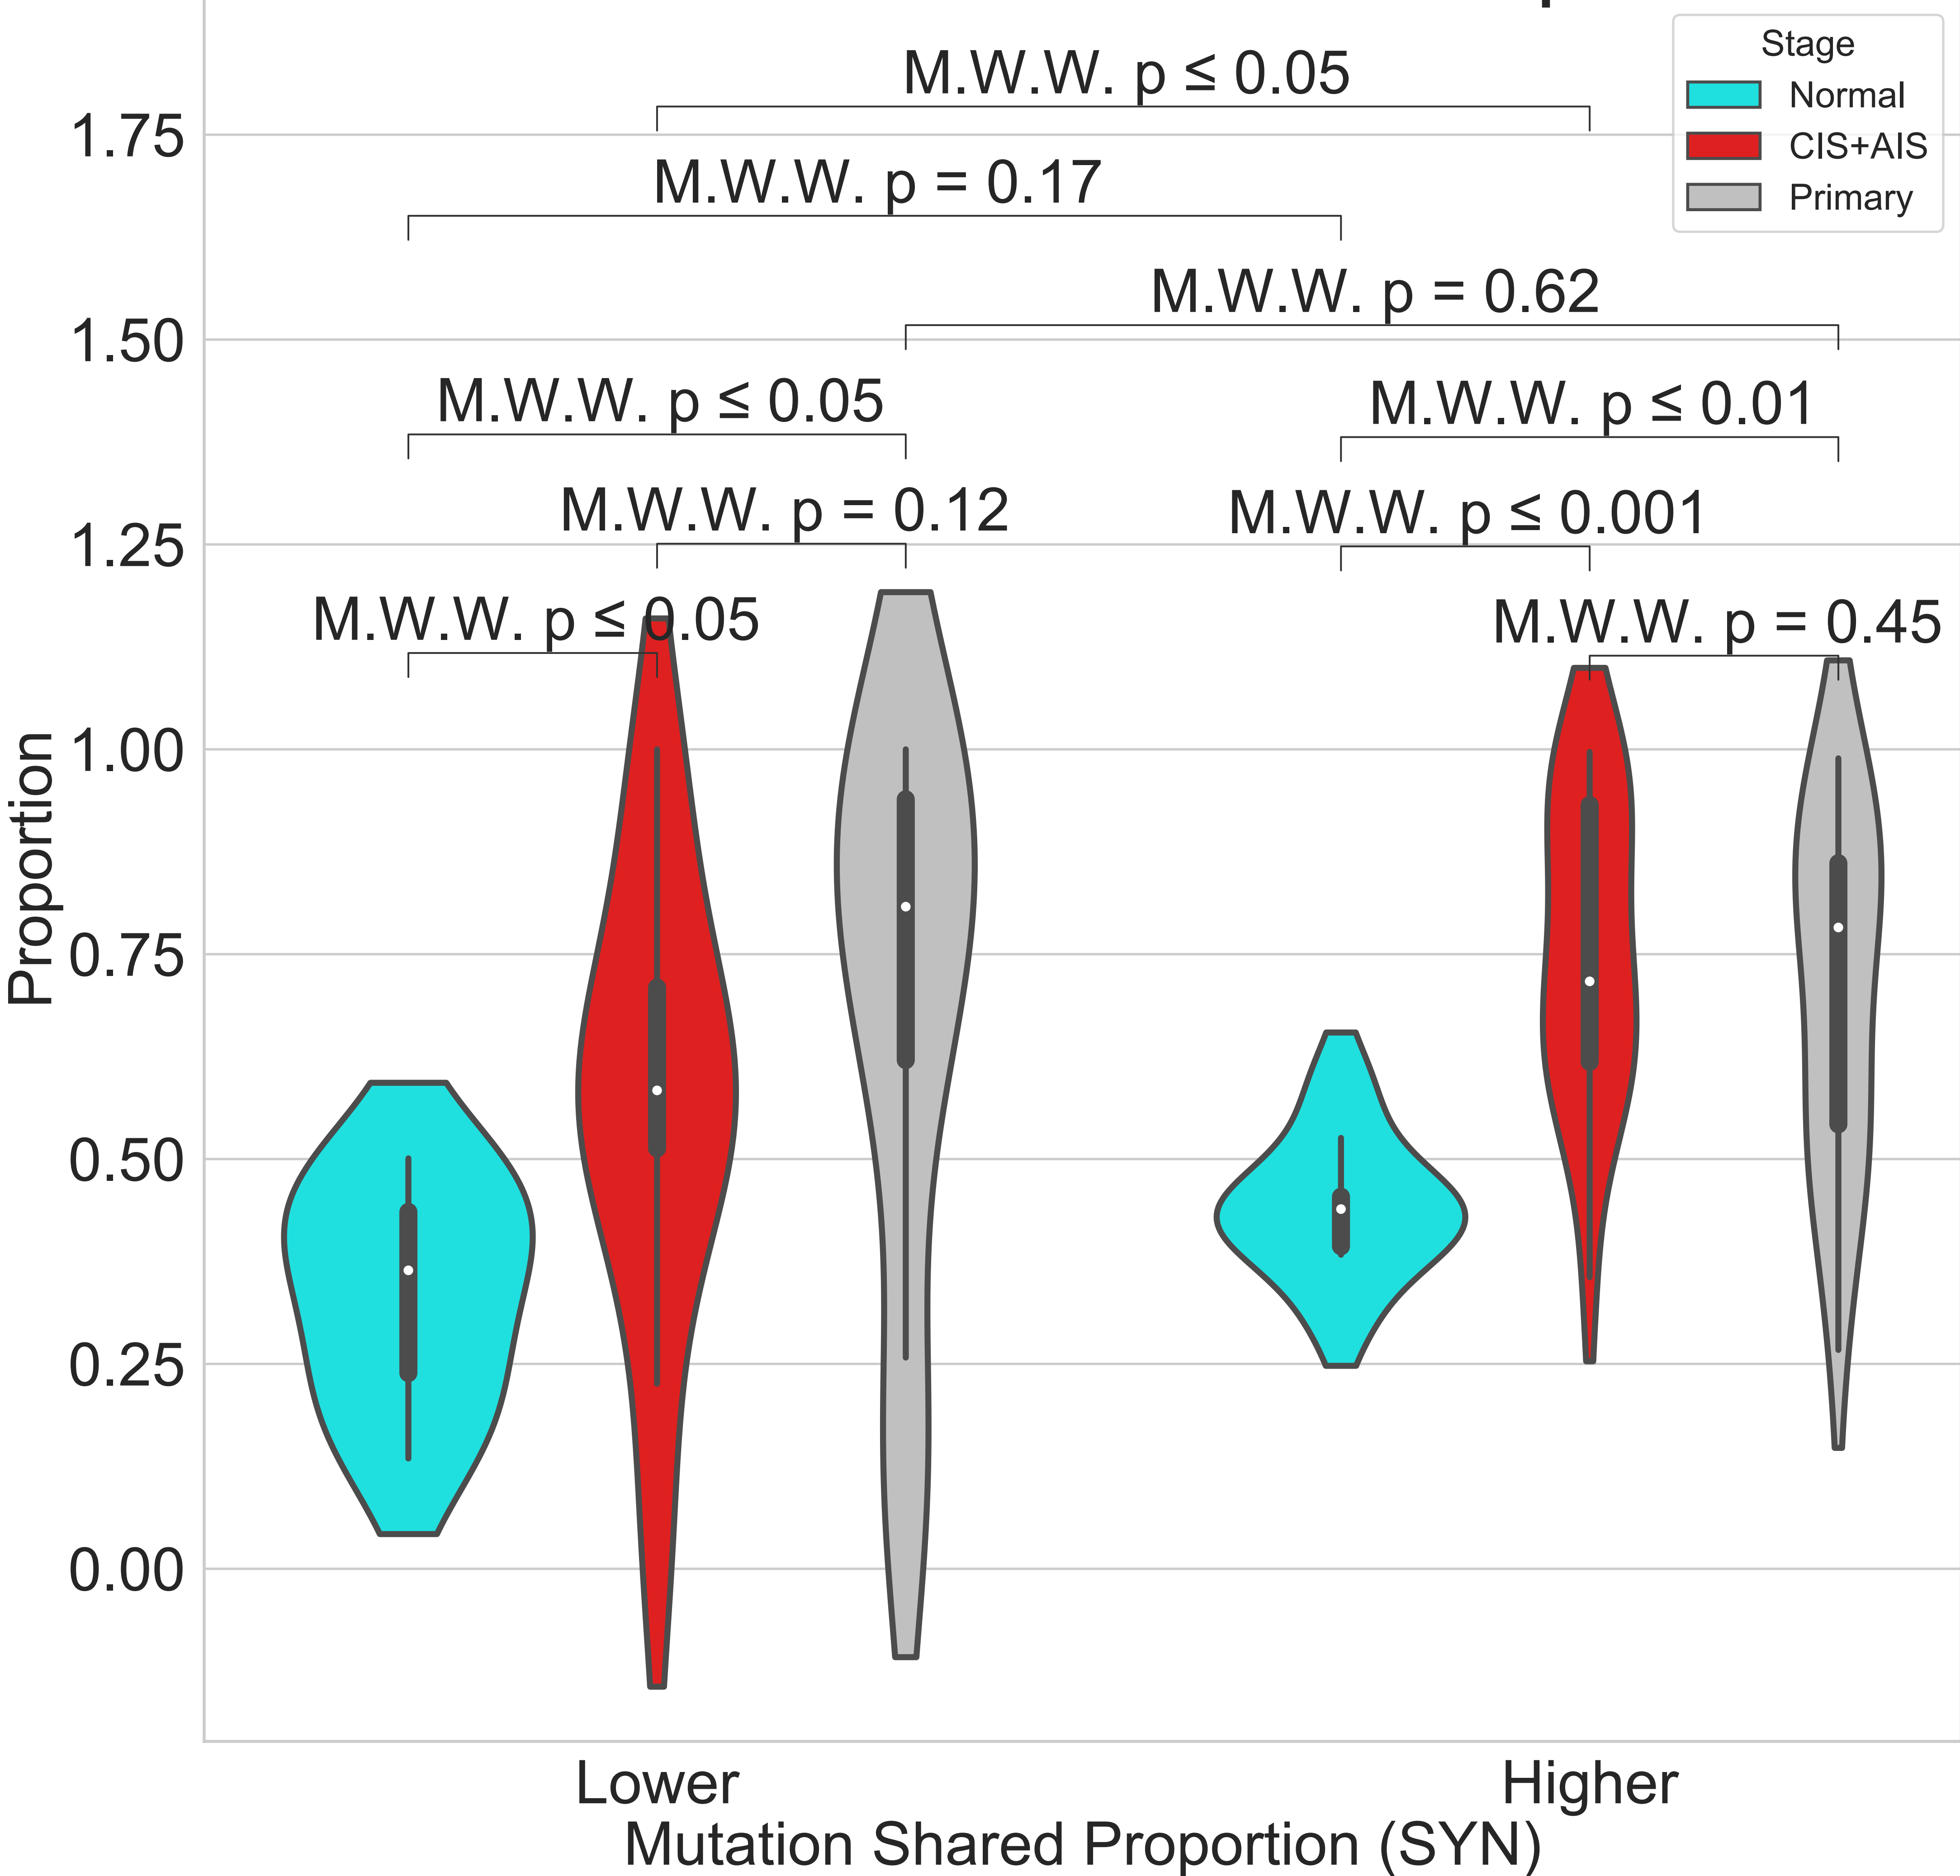 Stage
Normal
CIS+AIS
Primary
M.W.W. p ≤ 0.05
M.W.W. p = 0.17
M.W.W. p = 0.62
M.W.W. p ≤ 0.05
M.W.W. p ≤ 0.01
M.W.W. p = 0.12
M.W.W. p ≤ 0.001
M.W.W. p ≤ 0.05
M.W.W. p = 0.45
1.75
1.50
1.25
1.00
0.75
0.50
0.25
0.00
Proportion
Lower
Higher
Mutation Shared Proportion (SYN)